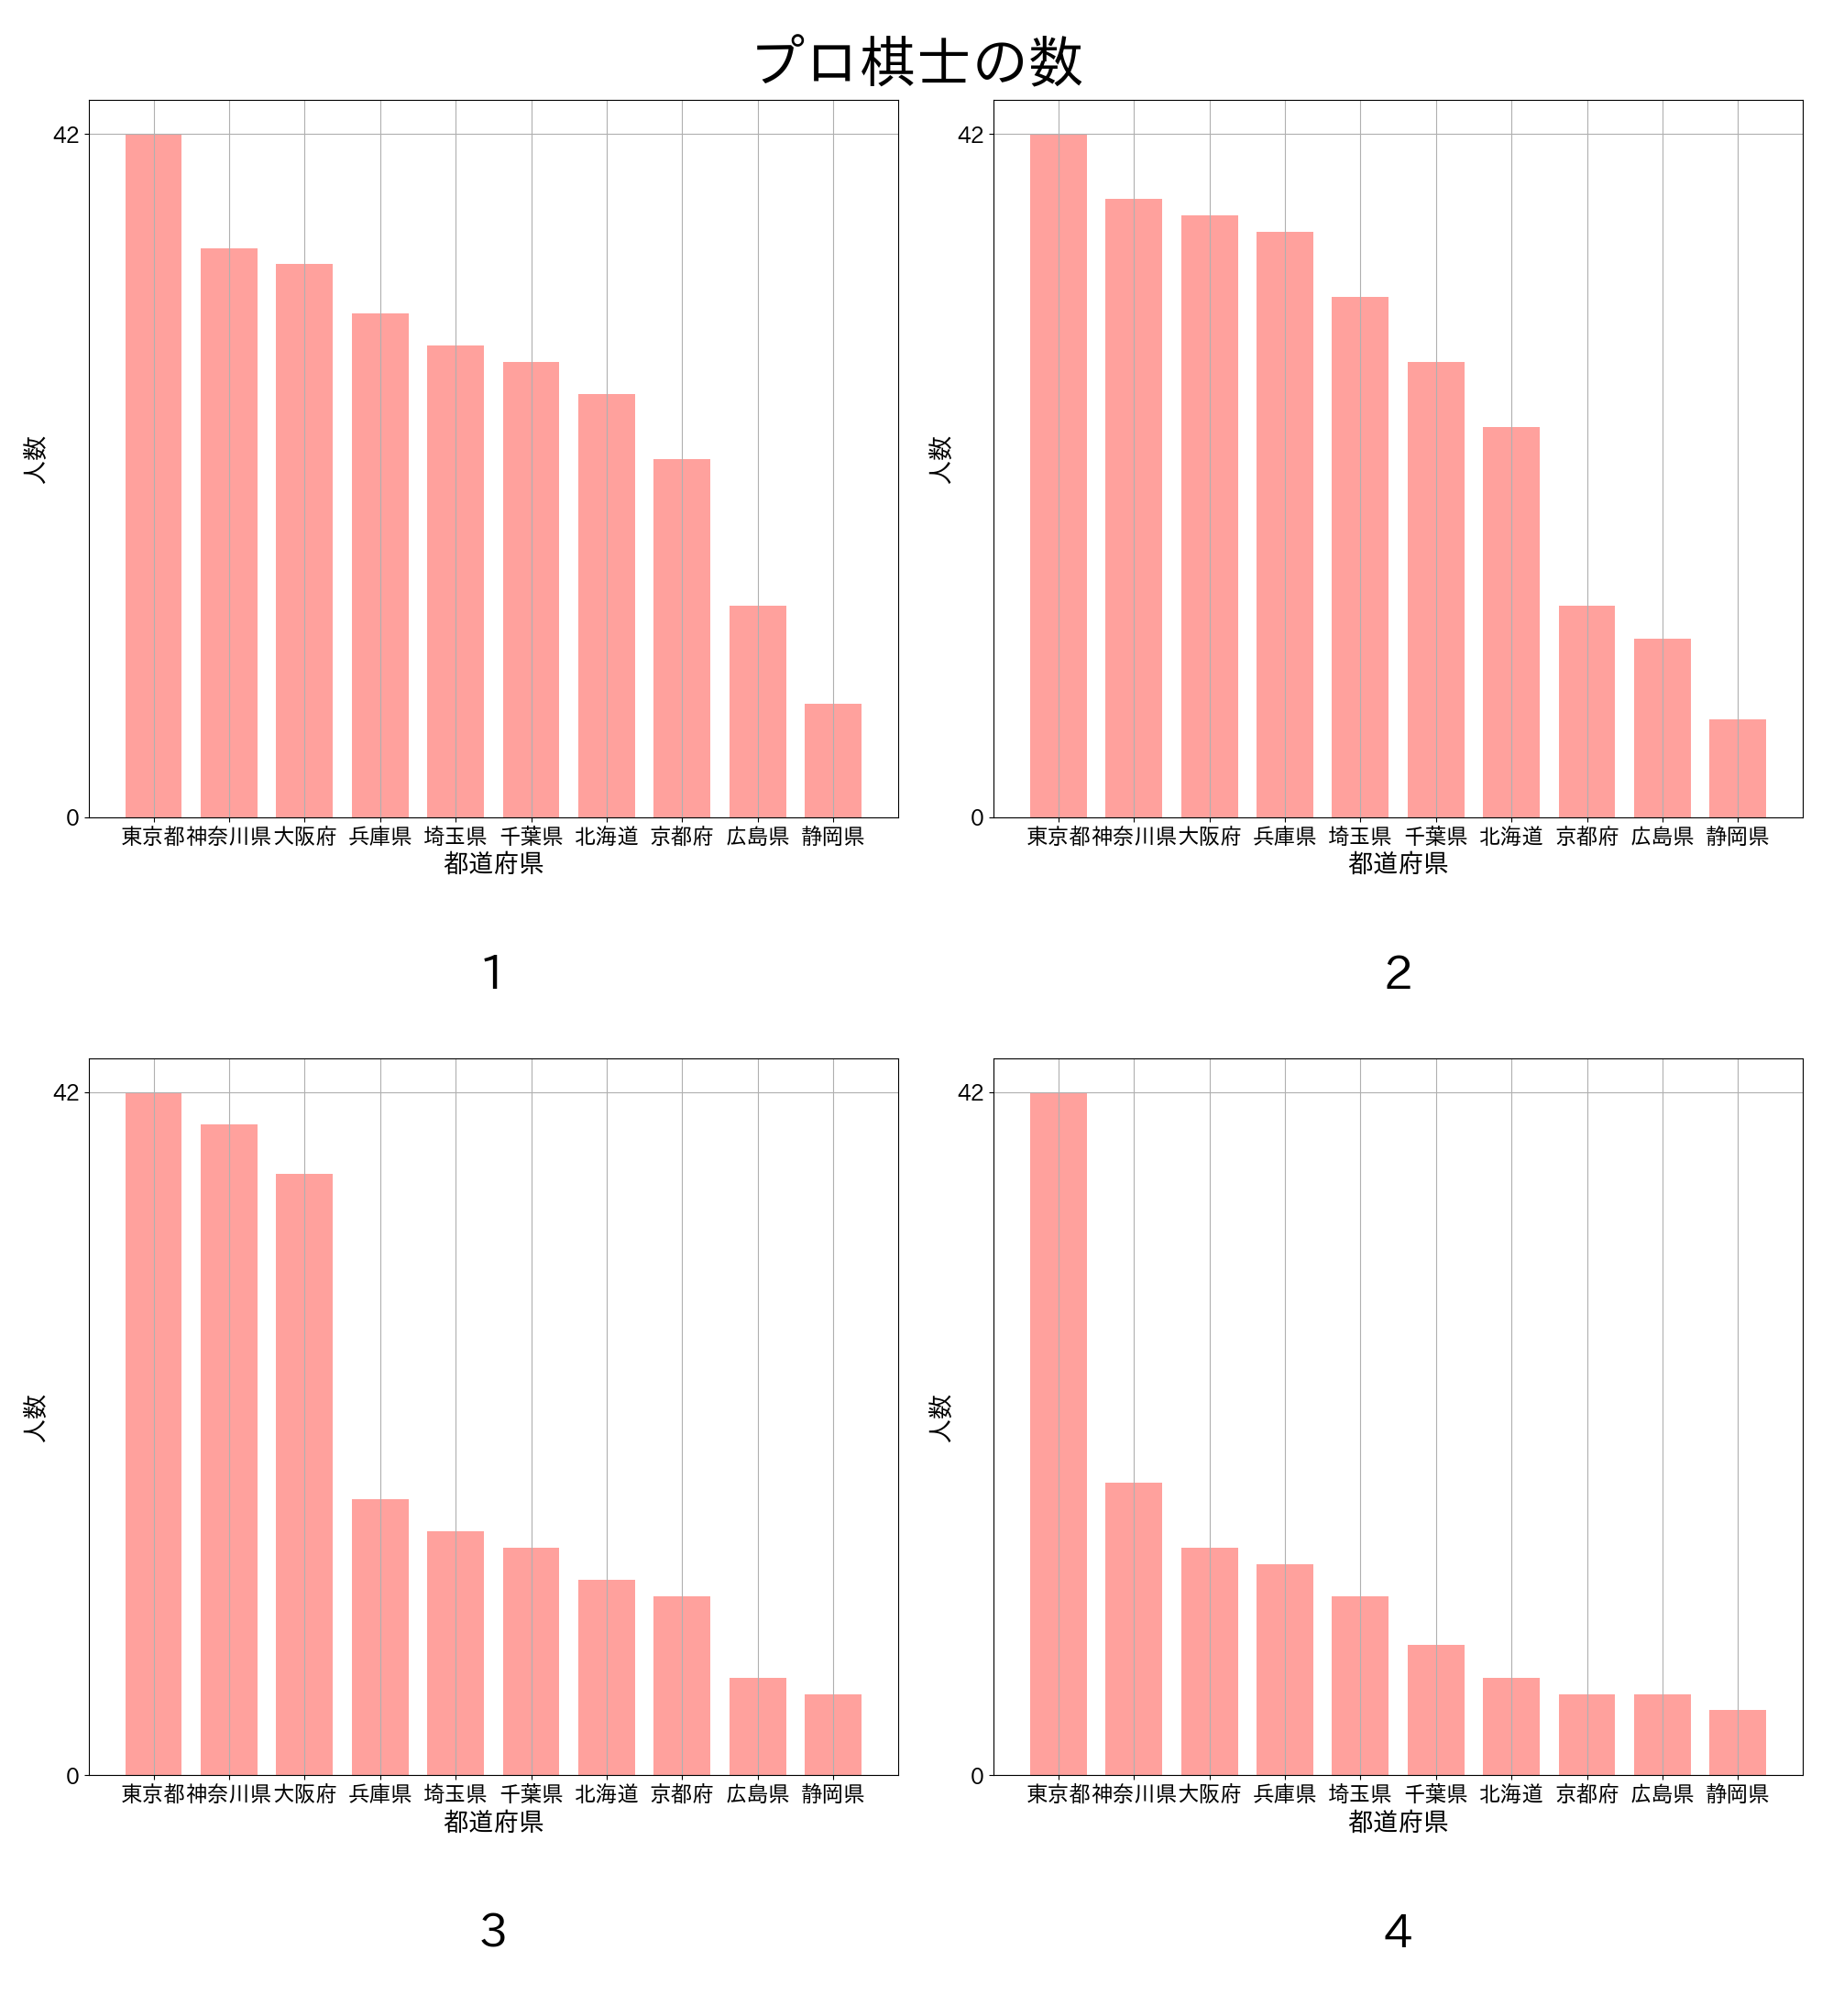 プロ棋士の数
42
0
人数
東京都 神奈川県 大阪府 兵庫県 埼玉県 千葉県 北海道 京都府 広島県 静岡県
都道府県
1
42
0
人数
東京都 神奈川県 大阪府 兵庫県 埼玉県 千葉県 北海道 京都府 広島県 静岡県
都道府県
2
42
0
人数
東京都 神奈川県 大阪府 兵庫県 埼玉県 千葉県 北海道 京都府 広島県 静岡県
都道府県
3
42
0
人数
東京都 神奈川県 大阪府 兵庫県 埼玉県 千葉県 北海道 京都府 広島県 静岡県
都道府県
4